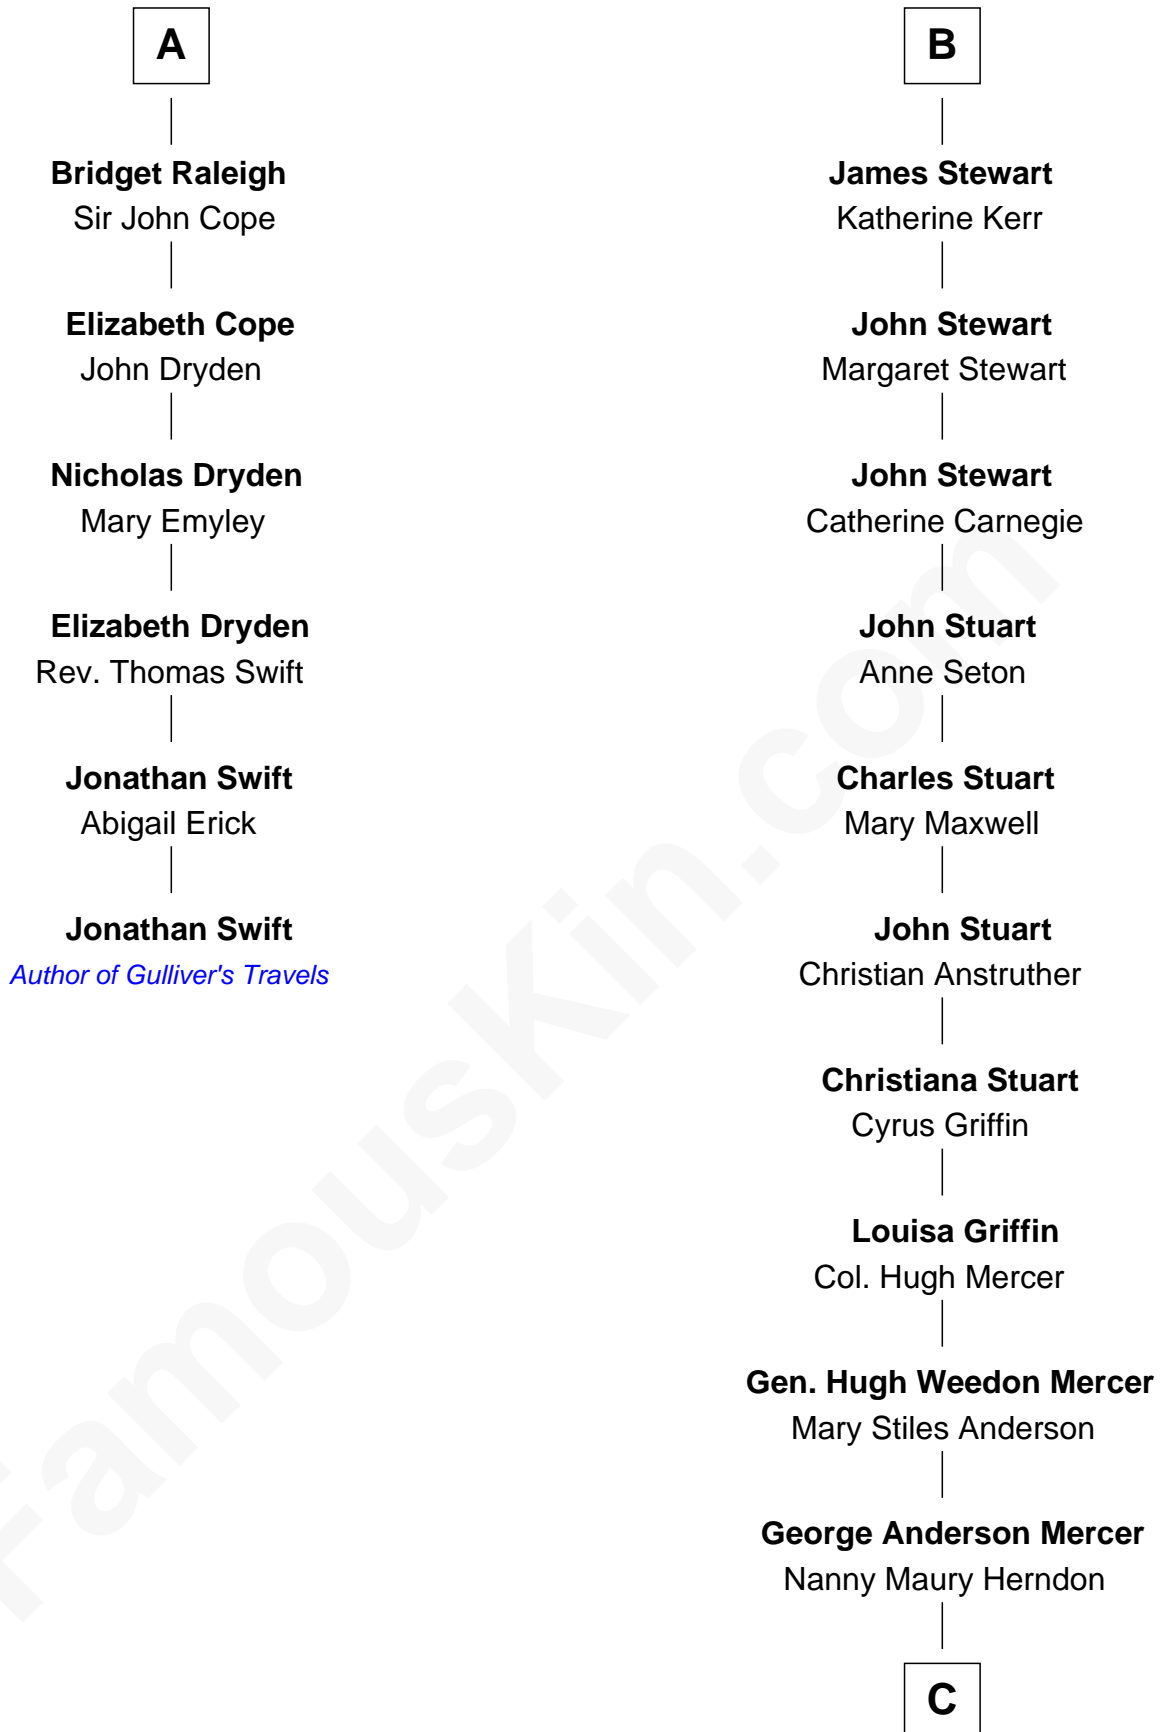 A
Bridget Raleigh
Sir John Cope
Elizabeth Cope
John Dryden
Nicholas Dryden
Mary Emyley
Elizabeth Dryden
Rev. Thomas Swift
Jonathan Swift
Abigail Erick
Jonathan Swift
Author of Gulliver's Travels
B
James Stewart
Katherine Kerr
John Stewart
Margaret Stewart
John Stewart
Catherine Carnegie
John Stuart
Anne Seton
Charles Stuart
Mary Maxwell
John Stuart
Christian Anstruther
Christiana Stuart
Cyrus Griffin
Louisa Griffin
Col. Hugh Mercer
Gen. Hugh Weedon Mercer
Mary Stiles Anderson
George Anderson Mercer
Nanny Maury Herndon
C
FamousKin.com